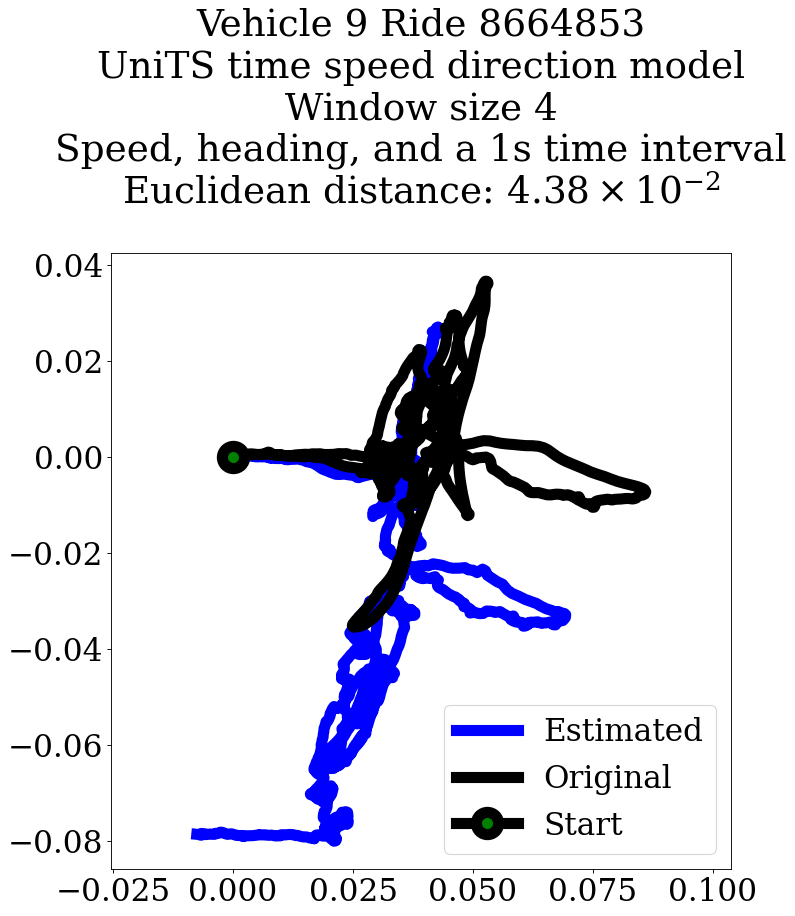 Vehicle 9 Ride 8664853
UniTS time speed direction model
Window size 4
Speed, heading, and a 1s time interval
Euclidean distance: 4.38 × 10⁻²
0.04
0.02
0.00
−0.02
−0.04
−0.06
−0.08
Estimated
Original
Start
−0.025 0.000 0.025 0.050 0.075 0.100